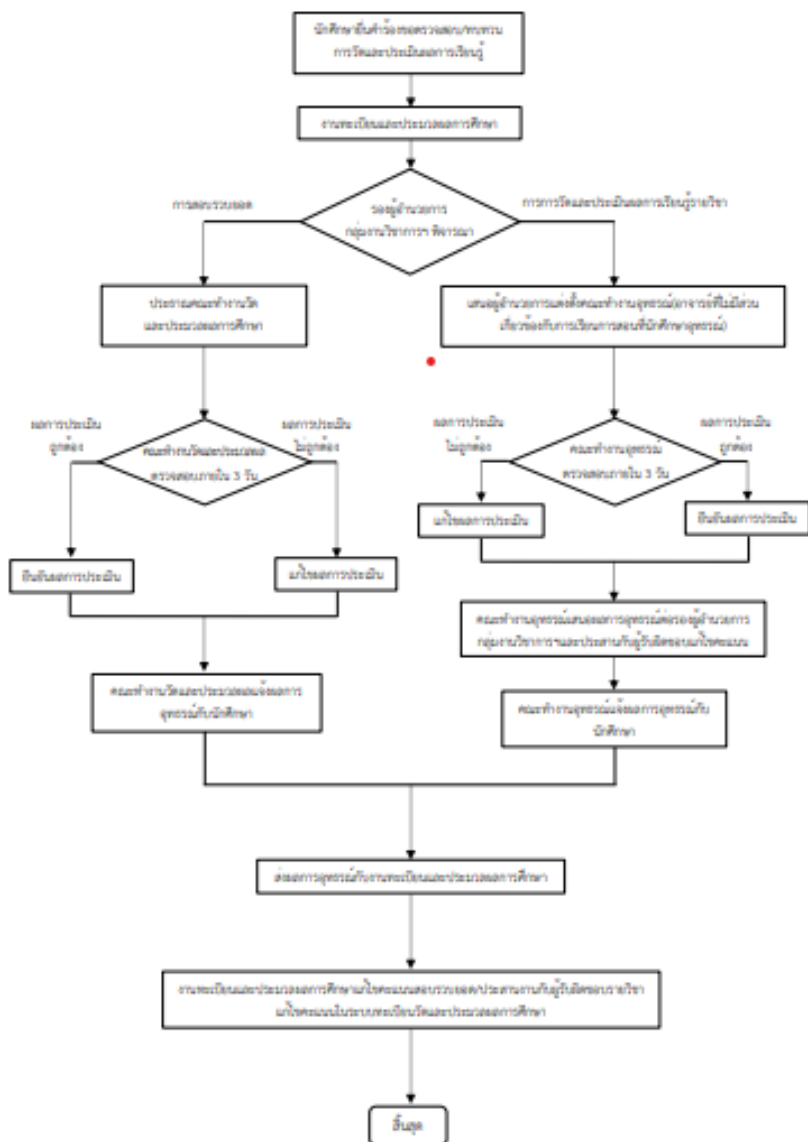 นักศึกษายื่นคำร้องขอตรวจสอบ/ทบทวน
การวัดและประเมินผลการเรียนรู้
งานทะเบียนและประมวลผลการศึกษา
การสอบรวบยอด
รองผู้อำนวยการ
กลุ่มงานวิชาการฯ พิจารณา
การการวัดและประเมินผลการเรียนรู้รายวิชา
ประธานคณะทำงานวัด
และประมวลผลการศึกษา
เสนอผู้อำนวยการแต่งตั้งคณะทำงานอุทธรณ์(อาจารย์ที่ไม่มีส่วน
เกี่ยวข้องกับการเรียนการสอนที่นักศึกษาอุทธรณ์)
ผลการประเมิน
ถูกต้อง
คณะทำงานวัดและประมวลผล
ตรวจสอบภายใน 3 วัน
ผลการประเมิน
ไม่ถูกต้อง
ผลการประเมิน
ไม่ถูกต้อง
คณะทำงานอุทธรณ์
ตรวจสอบภายใน 3 วัน
ผลการประเมิน
ถูกต้อง
แก้ไขผลการประเมิน
ยืนยันผลการประเมิน
ยืนยันผลการประเมิน
แก้ไขผลการประเมิน
คณะทำงานอุทธรณ์เสนอผลการอุทธรณ์ต่อรองผู้อำนวยการ
กลุ่มงานวิชาการฯและประสานกับผู้รับผิดชอบแก้ไขคะแนน
คณะทำงานวัดและประมวลผลแจ้งผลการ
อุทธรณ์กับนักศึกษา
คณะทำงานอุทธรณ์แจ้งผลการอุทธรณ์กับ
นักศึกษา
ส่งผลการอุทธรณ์กับงานทะเบียนและประมวลผลการศึกษา
งานทะเบียนและประมวลผลการศึกษาแก้ไขคะแนนสอบรวบยอด/ประสานงานกับผู้รับผิดชอบรายวิชา
แก้ไขคะแนนในระบบทะเบียนวัดและประมวลผลการศึกษา
สิ้นสุด